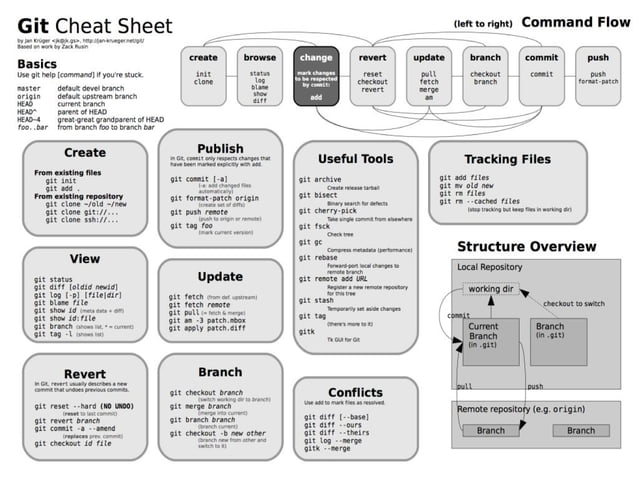 Git Cheat Sheet
by Jan Krüger <jk@jk.gs>, http://jan-krueger.net/git/
Based on work by Zack Rusin
(left to right) Command Flow
create
init
clone
browse
status
log
blame
show
diff
change
mark changes
to be respected
by commit:
add
revert
reset
checkout
revert
update
pull
fetch
merge
am
branch
checkout
branch
commit
commit
push
push
format-patch
Basics
Use git help [command] if you're stuck.
master default devel branch
origin default upstream branch
HEAD current branch
HEAD^ parent of HEAD
HEAD~4 great-great grandparent of HEAD
foo..bar from branch foo to branch bar
Create
From existing files
git init
git add .
From existing repository
git clone ~/old ~/new
git clone git://...
git clone ssh://...
View
git status
git diff [oldid newid]
git log [-p] [file|dir]
git blame file
git show id (meta data + diff)
git show id:file
git branch (shows list, * = current)
git tag -l (shows list)
Revert
In Git, revert usually describes a new
commit that undoes previous commits.
git reset --hard (NO UNDO)
(reset to last commit)
git revert branch
git commit -a --amend
(replaces prev. commit)
git checkout id file
Publish
In Git, commit only respects changes that
have been marked explicitly with add.
git commit [-a]
(-a: add changed files
automatically)
git format-patch origin
(create set of diffs)
git push remote
(push to origin or remote)
git tag foo
(mark current version)
Update
git fetch (from def. upstream)
git fetch remote
git pull (= fetch & merge)
git am -3 patch.mbox
git apply patch.diff
Branch
git checkout branch
(switch working dir to branch)
git merge branch
(merge into current)
git branch branch
(branch current)
git checkout -b new other
(branch new from other and
switch to it)
Useful Tools
git archive
Create release tarball
git bisect
Binary search for defects
git cherry-pick
Take single commit from elsewhere
git fsck
Check tree
git gc
Compress metadata (performance)
git rebase
Forward-port local changes to
remote branch
git remote add URL
Register a new remote repository
for this tree
git stash
Temporarily set aside changes
git tag
(there's more to it)
gitk
Tk GUI for Git
Conflicts
Use add to mark files as resolved.
git diff [--base]
git diff --ours
git diff --theirs
git log --merge
gitk --merge
Tracking Files
git add files
git mv old new
git rm files
git rm --cached files
(stop tracking but keep files in working dir)
Structure Overview
Local Repository
working dir
checkout to switch
commit
Current
Branch
(in .git)
Branch
(in .git)
pull
push
Remote repository (e.g. origin)
Branch
Branch